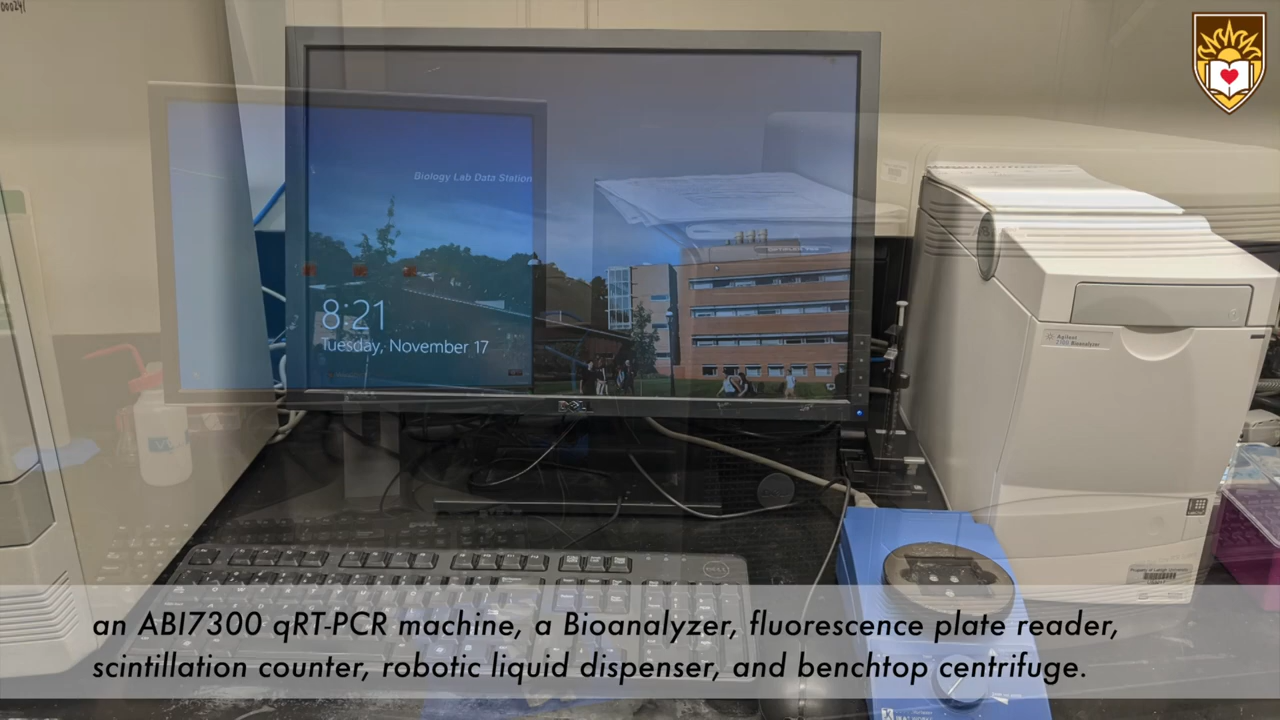 Biology Lab Data Station
8:21
Tuesday, November 17
DELL
Agilent
2100 Bioanalyzer
an ABI7300 qRT-PCR machine, a Bioanalyzer, fluorescence plate reader,
scintillation counter, robotic liquid dispenser, and benchtop centrifuge.